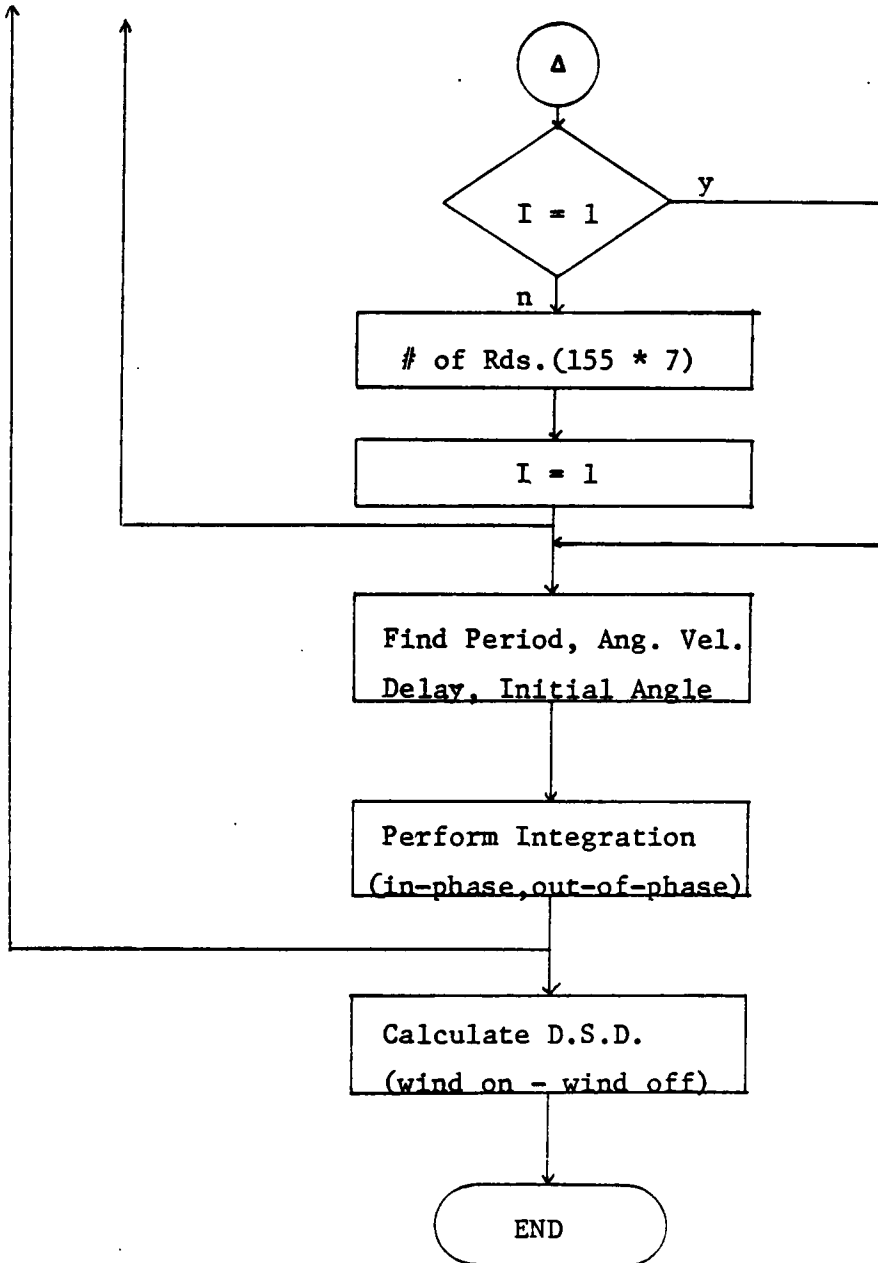 Δ
I = 1
y
n
# of Rds.(155 * 7)
I = 1
Find Period, Ang. Vel.
Delay, Initial Angle
Perform Integration
(in-phase,out-of-phase)
Calculate D.S.D.
(wind on - wind off)
END